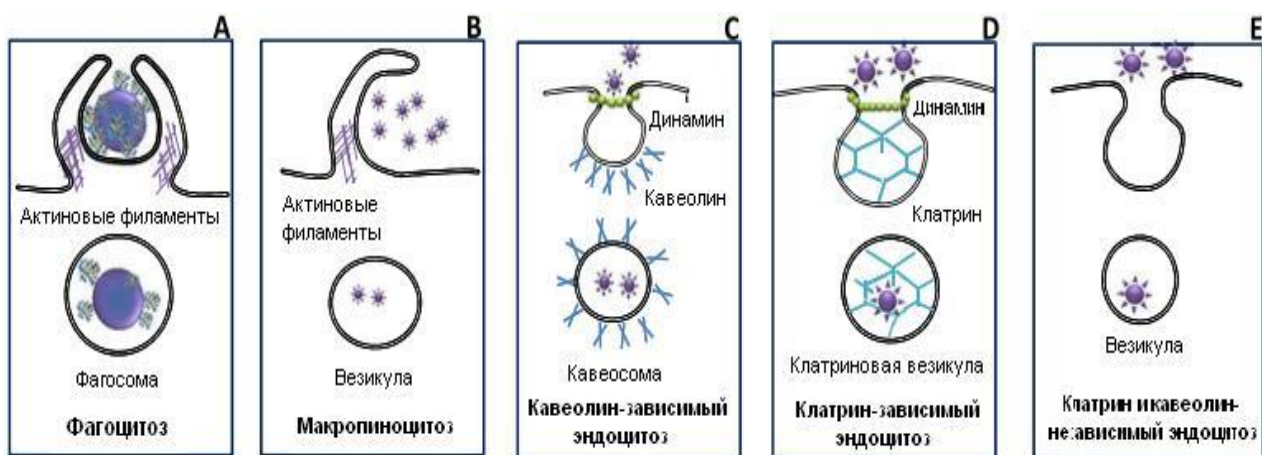 A
Актиновые филаменты
Фагосома
Фагоцитоз
B
Актиновые
филаменты
Везикула
Макропиноцитоз
C
Динамин
Кавеолин
Кавеосома
Кавеолин-зависимый
эндоцитоз
D
Динамин
Клатрин
Клатриновая везикула
Клатрин-зависимый
эндоцитоз
E
Везикула
Клатрин и кавеолин-
независимый эндоцитоз